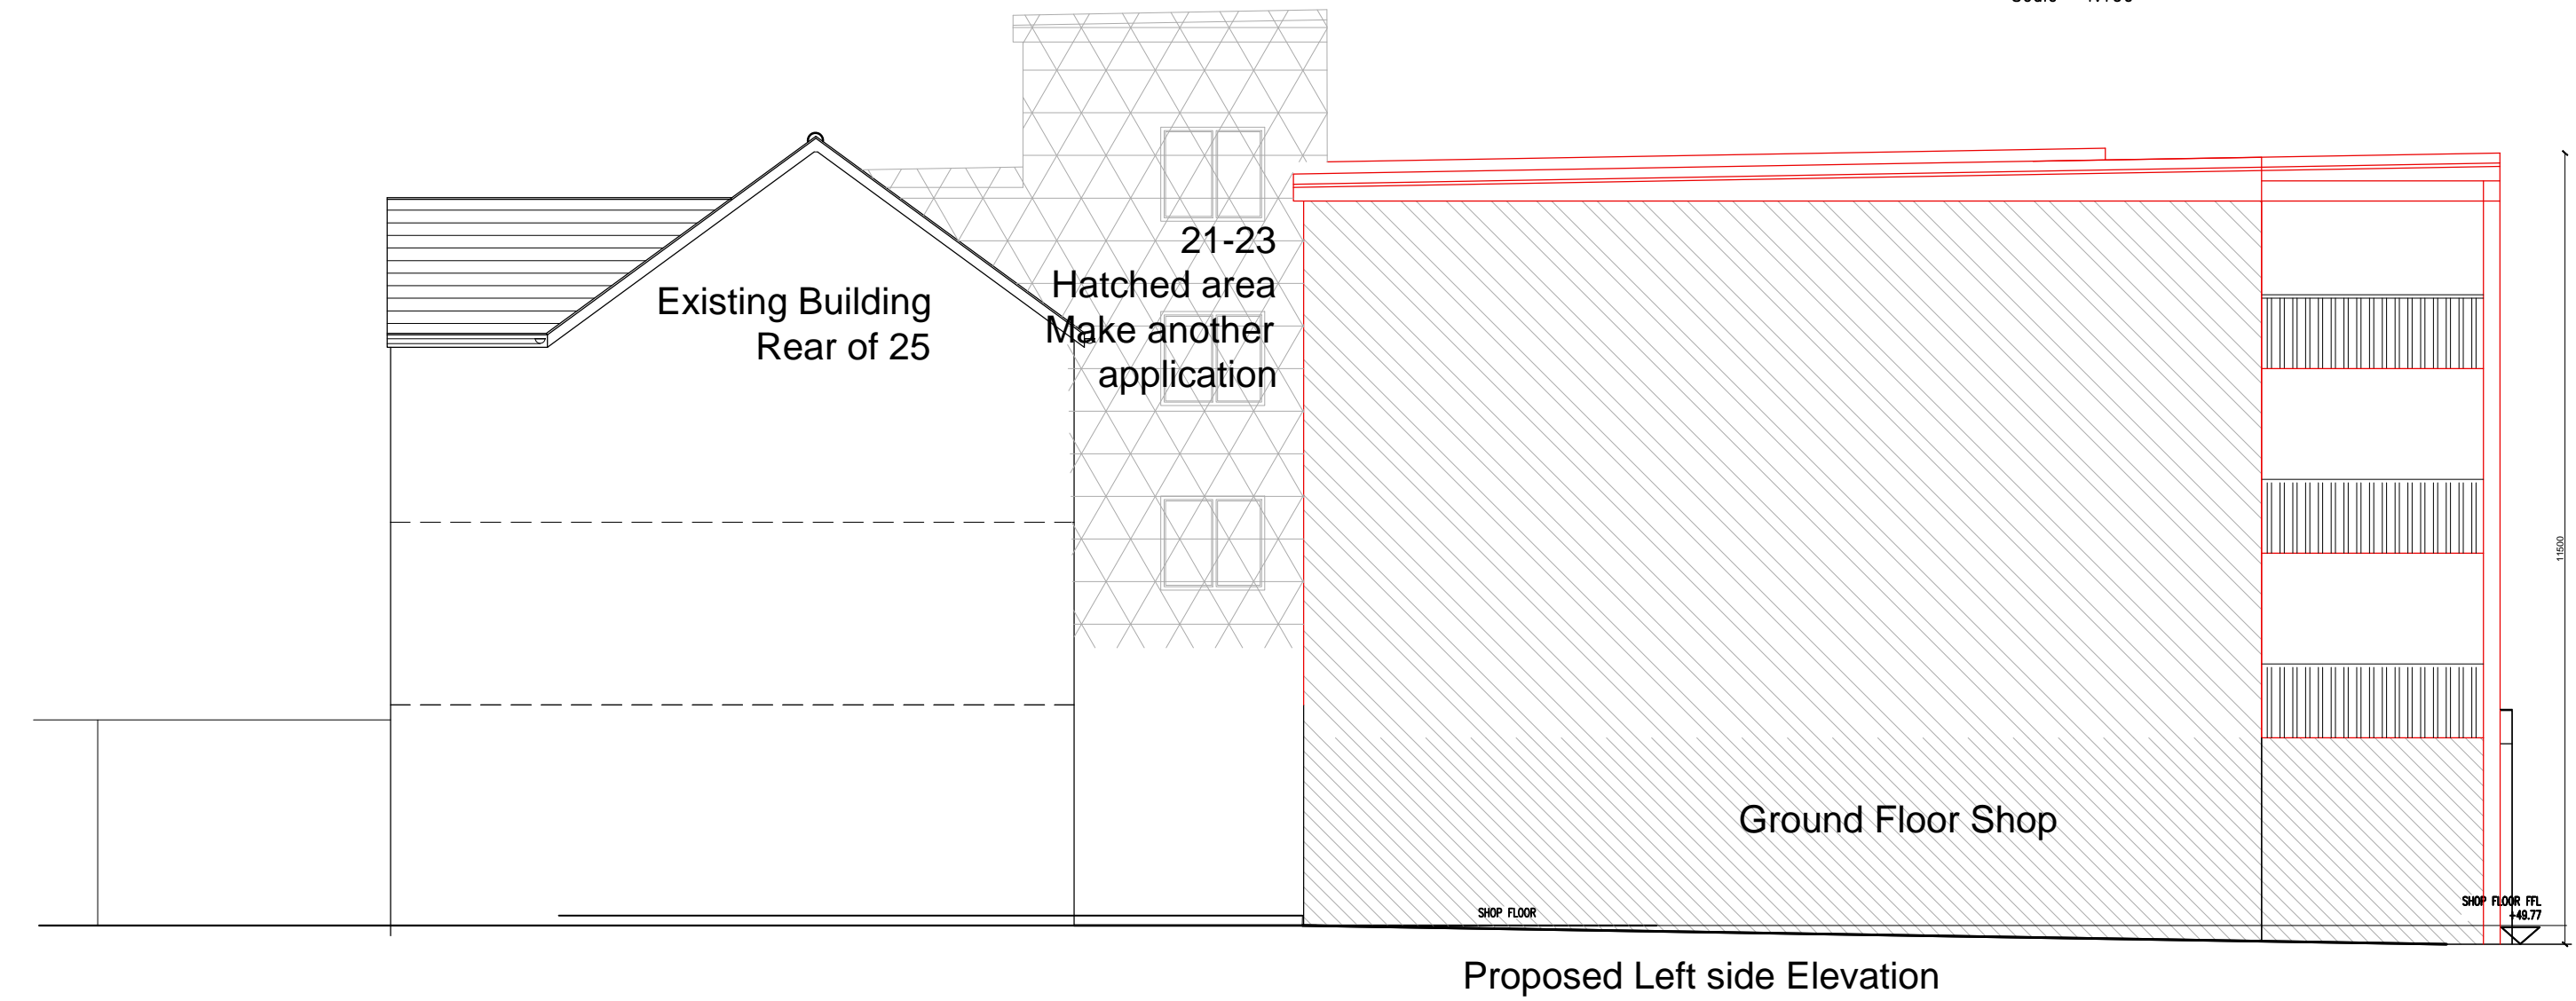 21-23
Hatched area
Make another
application
Existing Building
Rear of 25
11500
Ground Floor Shop
SHOP FLOOR
SHOP FLOOR FFL
+49.77
Proposed Left side Elevation